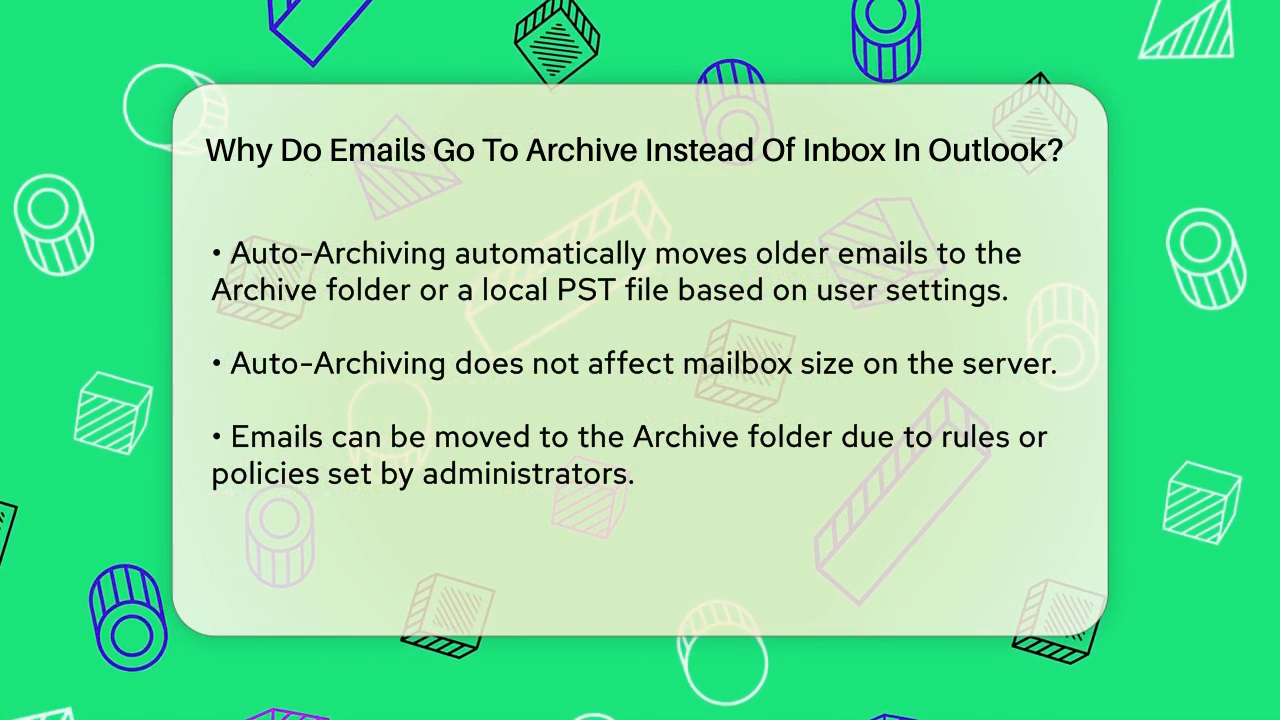 Why Do Emails Go To Archive Instead Of Inbox In Outlook?
• Auto-Archiving automatically moves older emails to the
Archive folder or a local PST file based on user settings.
• Auto-Archiving does not affect mailbox size on the server.
• Emails can be moved to the Archive folder due to rules or
policies set by administrators.